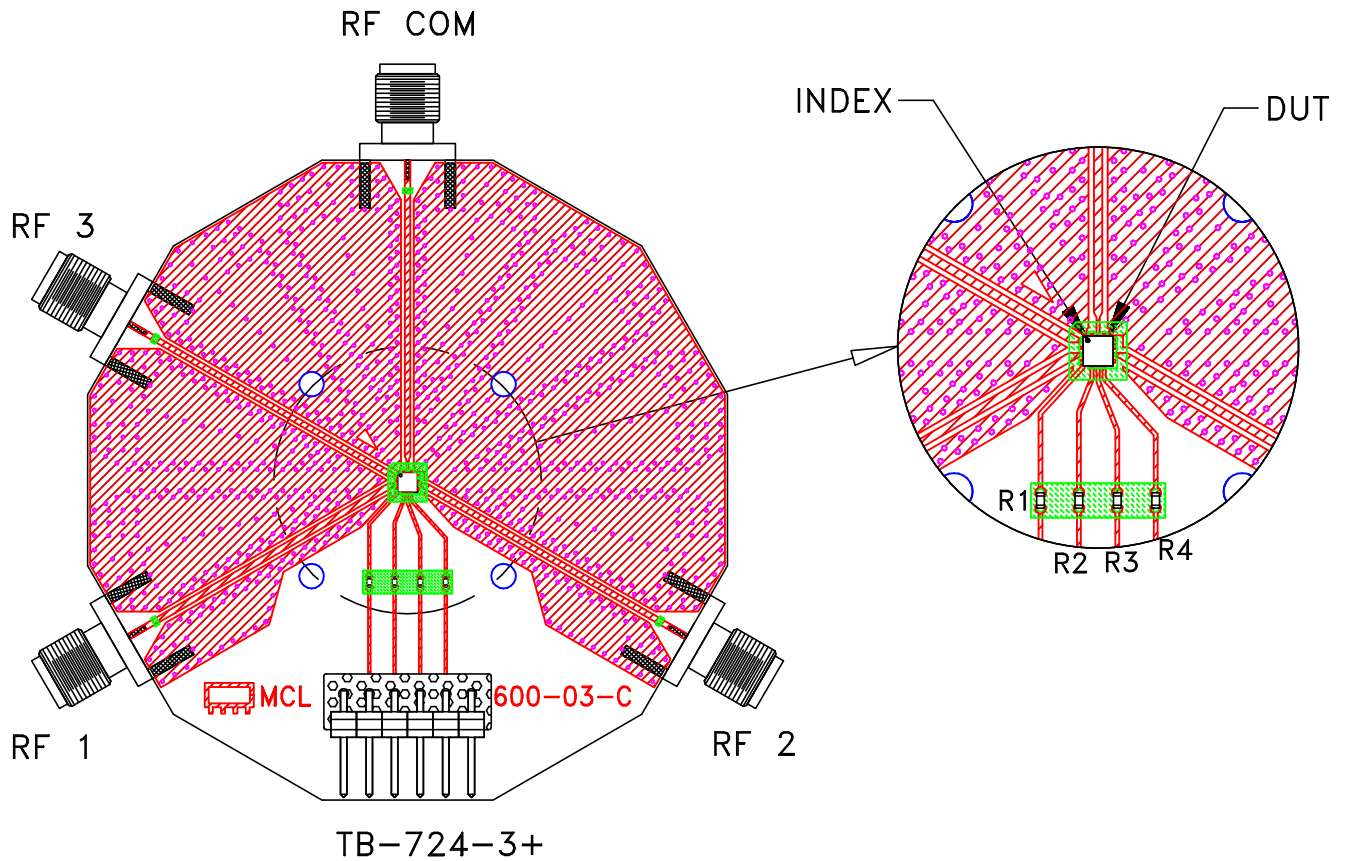 RF COM
INDEX
DUT
RF 3
R1
R2 R3 R4
MCL 600-03-C
RF 1
RF 2
TB-724-3+